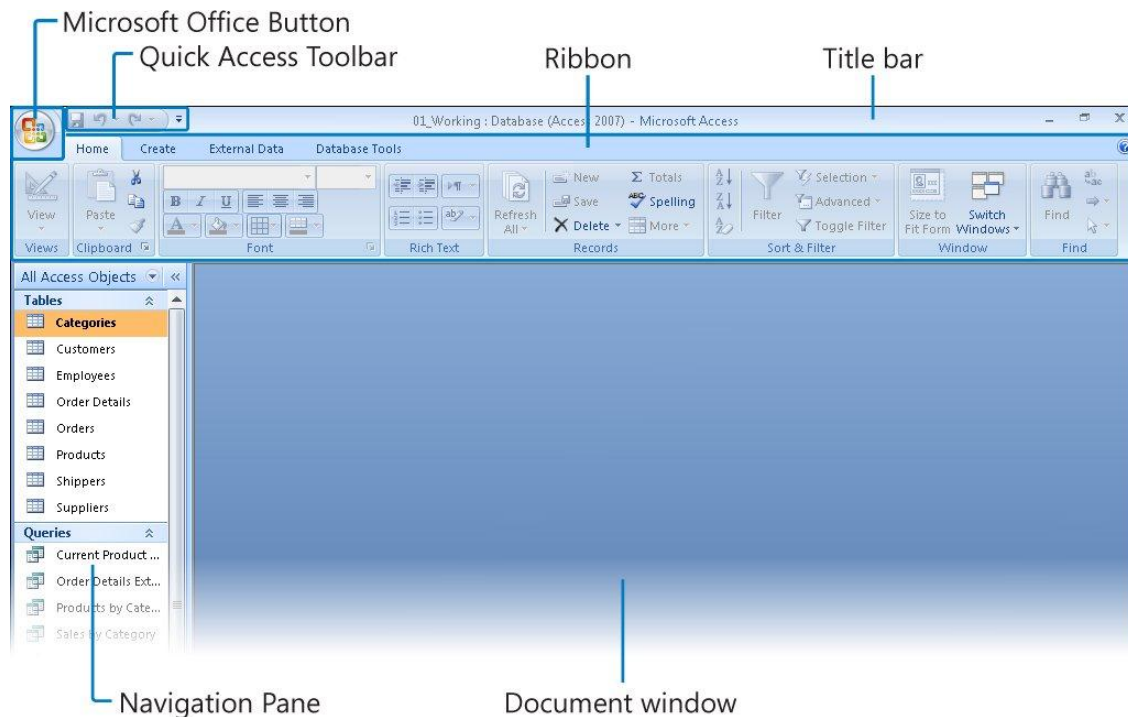 Microsoft Office Button
Quick Access Toolbar
Ribbon
Title bar
01_Working : Database (Access 2007) - Microsoft Access
Home Create External Data Database Tools
View
Paste
B I U
Refresh All
New
Save
Delete
Σ Totals
Spelling
More
Filter
Selection
Advanced
Toggle Filter
Size to Fit Form
Switch Windows
Find
Views Clipboard Font Rich Text Records Sort & Filter Window Find
All Access Objects
Tables
Categories
Customers
Employees
Order Details
Orders
Products
Shippers
Suppliers
Queries
Current Product ...
Order Details Ext...
Products by Cate...
Sales by Category
Navigation Pane
Document window